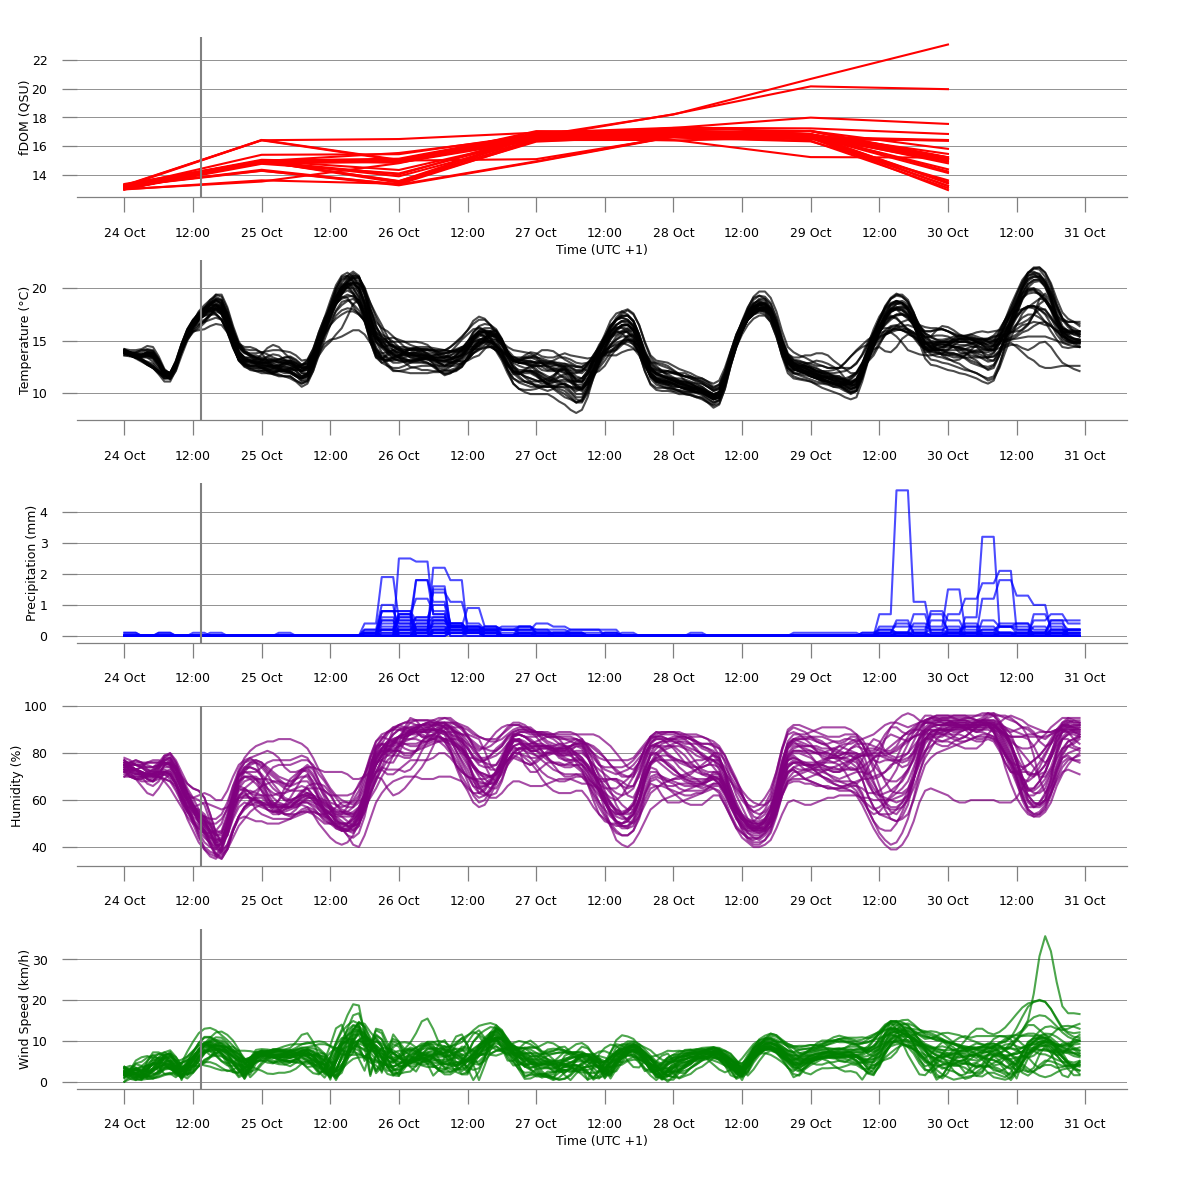 fDOM (QSU)
22
20
18
16
14
24 Oct 12:00 25 Oct 12:00 26 Oct 12:00 27 Oct 12:00 28 Oct 12:00 29 Oct 12:00 30 Oct 12:00 31 Oct
Time (UTC +1)
Temperature (°C)
20
15
10
24 Oct 12:00 25 Oct 12:00 26 Oct 12:00 27 Oct 12:00 28 Oct 12:00 29 Oct 12:00 30 Oct 12:00 31 Oct
Precipitation (mm)
4
3
2
1
0
24 Oct 12:00 25 Oct 12:00 26 Oct 12:00 27 Oct 12:00 28 Oct 12:00 29 Oct 12:00 30 Oct 12:00 31 Oct
Humidity (%)
100
80
60
40
24 Oct 12:00 25 Oct 12:00 26 Oct 12:00 27 Oct 12:00 28 Oct 12:00 29 Oct 12:00 30 Oct 12:00 31 Oct
Wind Speed (km/h)
30
20
10
0
24 Oct 12:00 25 Oct 12:00 26 Oct 12:00 27 Oct 12:00 28 Oct 12:00 29 Oct 12:00 30 Oct 12:00 31 Oct
Time (UTC +1)